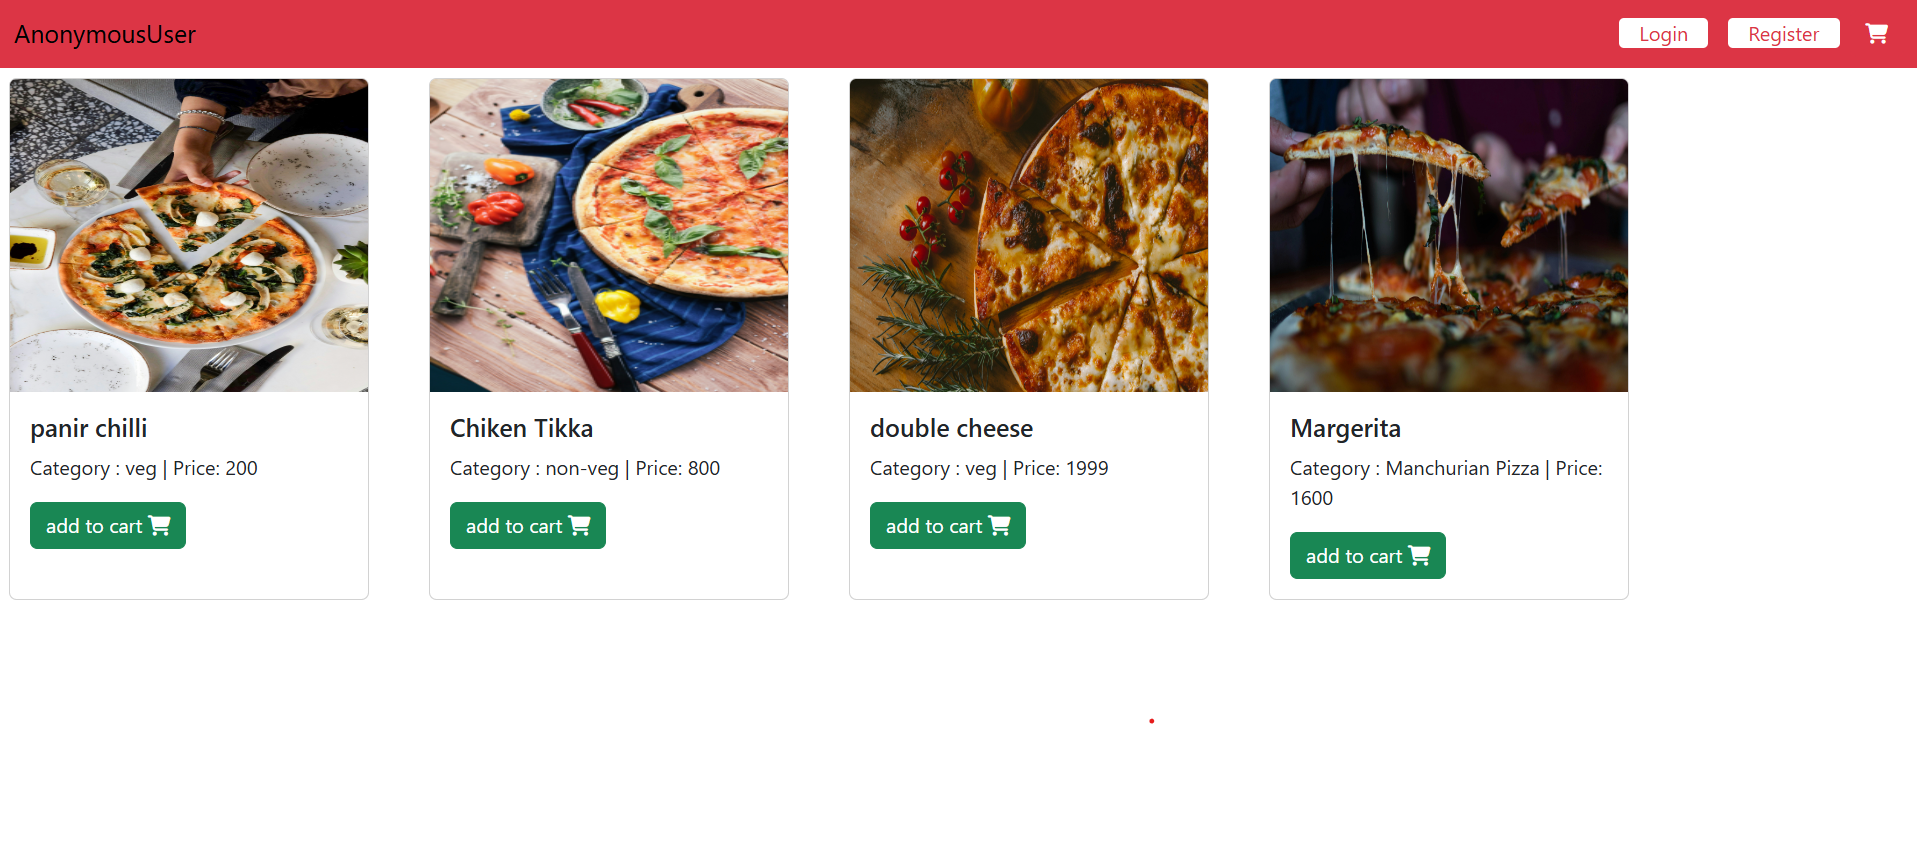 AnonymousUser
Login
Register
panir chilli
Category : veg | Price: 200
add to cart
Chiken Tikka
Category : non-veg | Price: 800
add to cart
double cheese
Category : veg | Price: 1999
add to cart
Margerita
Category : Manchurian Pizza | Price:
1600
add to cart